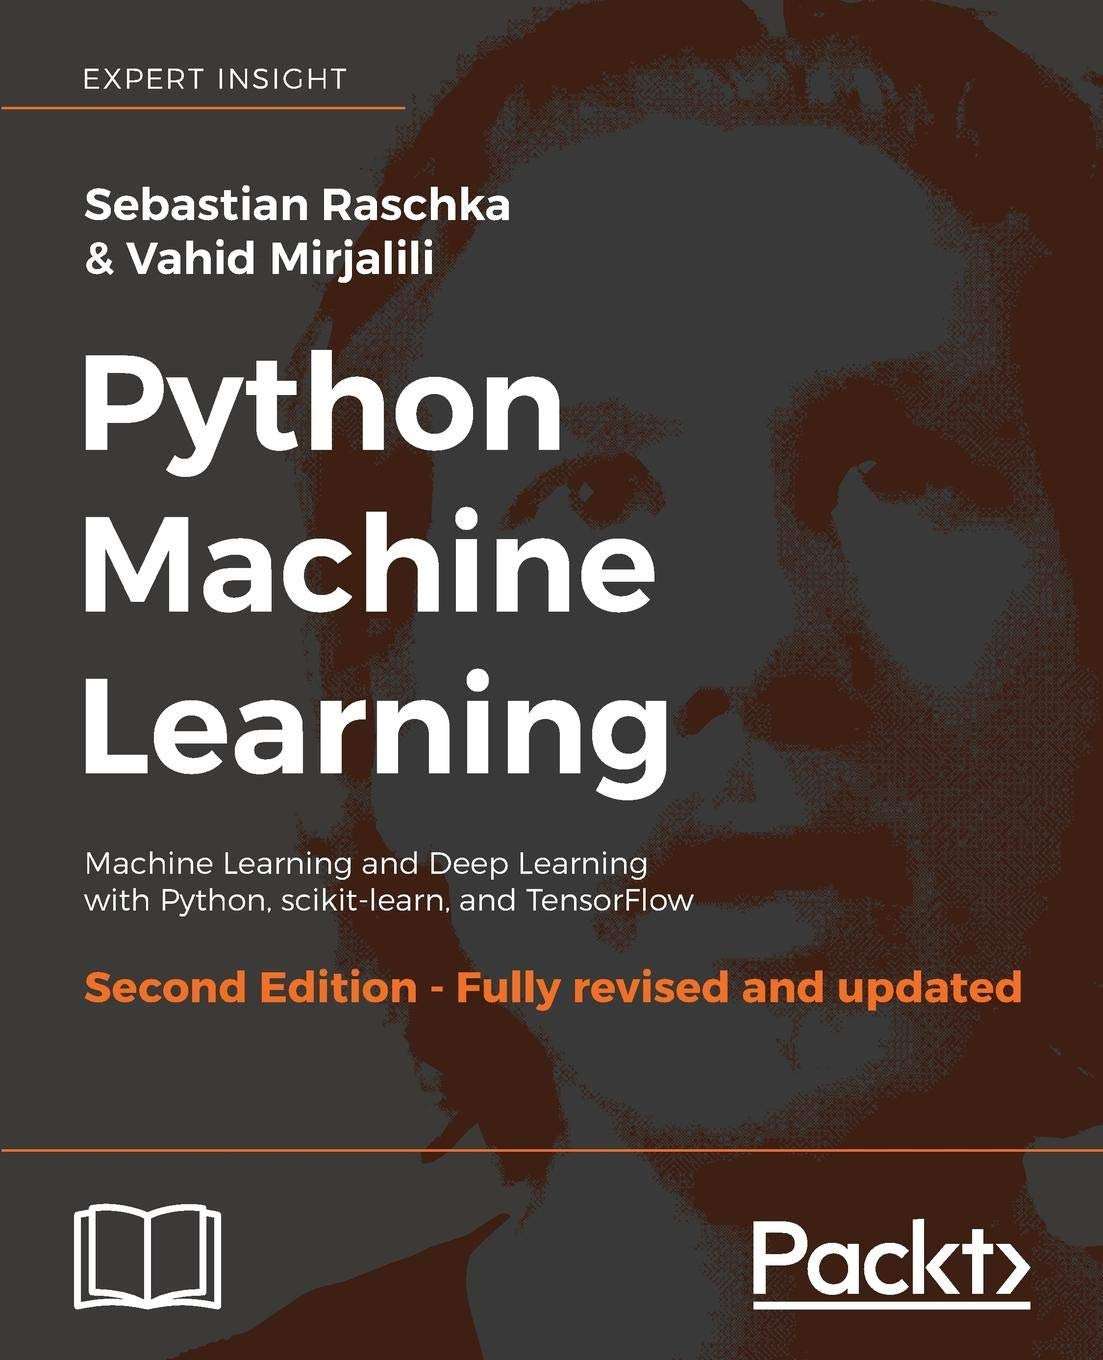 EXPERT INSIGHT
Sebastian Raschka
& Vahid Mirjalili
Python
Machine
Learning
Machine Learning and Deep Learning
with Python, scikit-learn, and TensorFlow
Second Edition - Fully revised and updated
Packt>